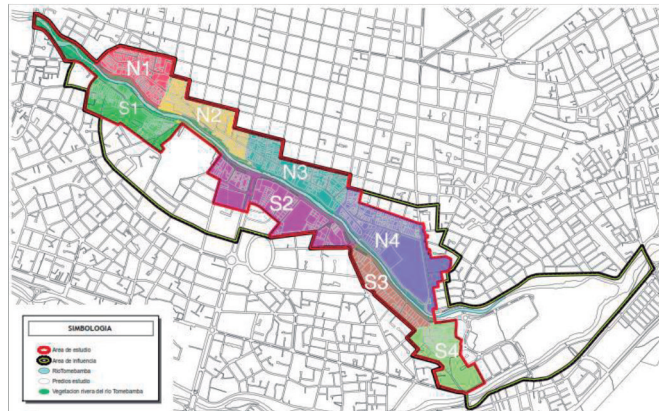 N1
S1
N2
N3
S2
N4
S3
S4
SIMBOLOGIA
Area de estudio
Area de influencia
RioTomebamba
Predios estudio
Vegetacion rivera del rio Tomebamba